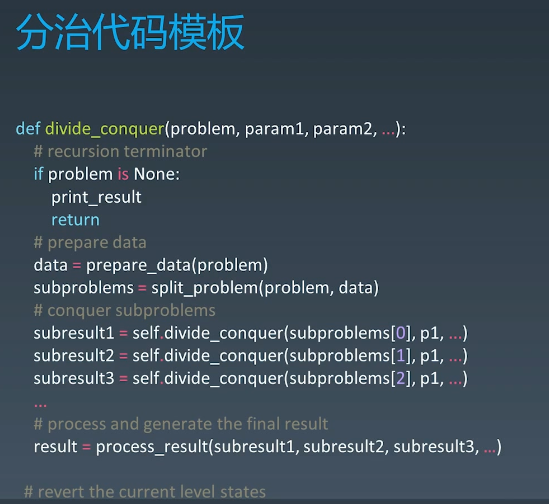 分治代码模板
def divide_conquer(problem, param1, param2, ...):
# recursion terminator
if problem is None:
print_result
return
# prepare data
data = prepare_data(problem)
subproblems = split_problem(problem, data)
# conquer subproblems
subresult1 = self.divide_conquer(subproblems[0], p1, ...)
subresult2 = self.divide_conquer(subproblems[1], p1, ...)
subresult3 = self.divide_conquer(subproblems[2], p1, ...)
...
# process and generate the final result
result = process_result(subresult1, subresult2, subresult3, ...)
# revert the current level states